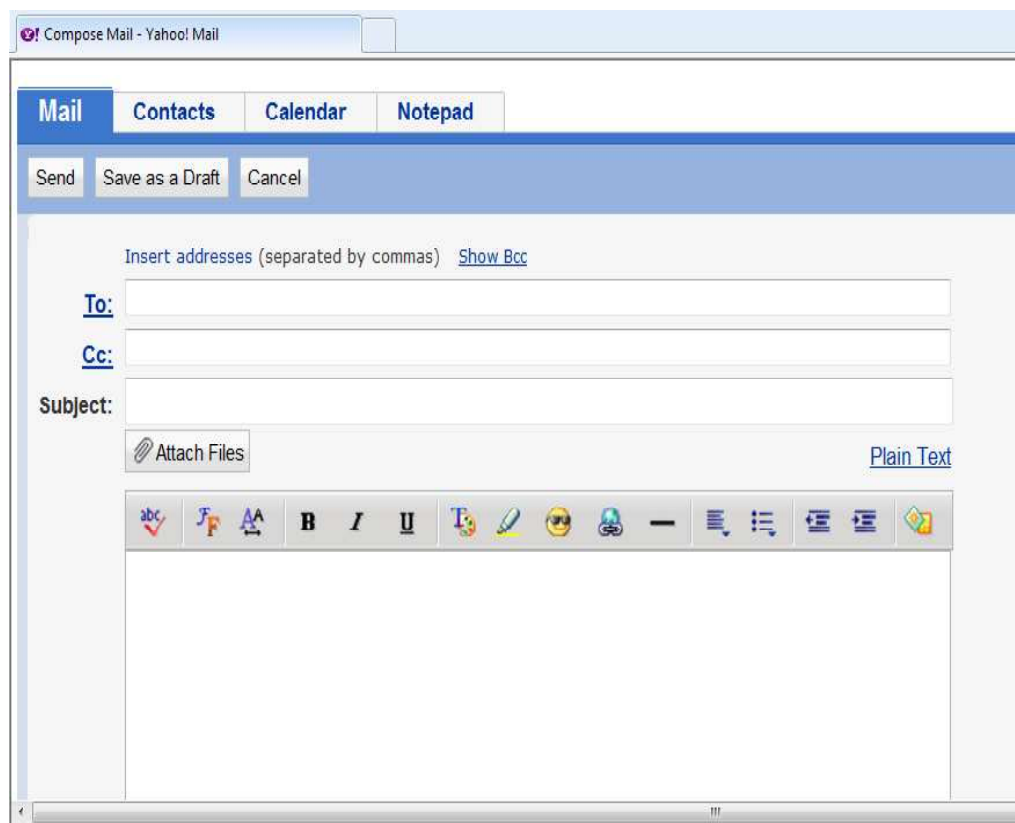 Y! Compose Mail - Yahoo! Mail
Mail Contacts Calendar Notepad
Send Save as a Draft Cancel
Insert addresses (separated by commas) Show Bcc
To:
Cc:
Subject:
Attach Files
Plain Text
abc F F A A B I U T